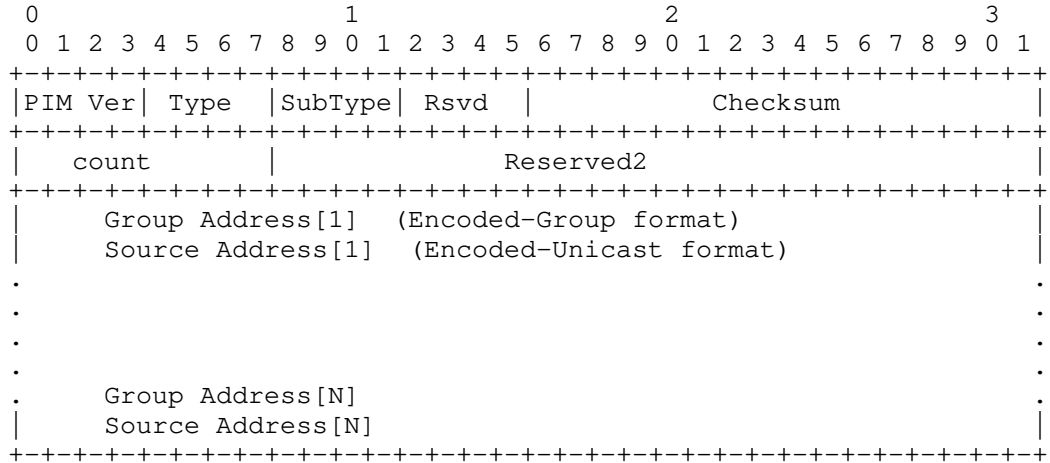 0                   1                   2                   3
 0 1 2 3 4 5 6 7 8 9 0 1 2 3 4 5 6 7 8 9 0 1 2 3 4 5 6 7 8 9 0 1
+-+-+-+-+-+-+-+-+-+-+-+-+-+-+-+-+-+-+-+-+-+-+-+-+-+-+-+-+-+-+-+-+
|PIM Ver| Type  |SubType| Rsvd  |           Checksum            |
+-+-+-+-+-+-+-+-+-+-+-+-+-+-+-+-+-+-+-+-+-+-+-+-+-+-+-+-+-+-+-+-+
|   count       |              Reserved2                        |
+-+-+-+-+-+-+-+-+-+-+-+-+-+-+-+-+-+-+-+-+-+-+-+-+-+-+-+-+-+-+-+-+
|     Group Address[1]  (Encoded-Group format)                  |
|     Source Address[1]  (Encoded-Unicast format)               |
.                                                               .
.                                                               .
.                                                               .
.                                                               .
.     Group Address[N]                                          .
|     Source Address[N]                                         |
+-+-+-+-+-+-+-+-+-+-+-+-+-+-+-+-+-+-+-+-+-+-+-+-+-+-+-+-+-+-+-+-+